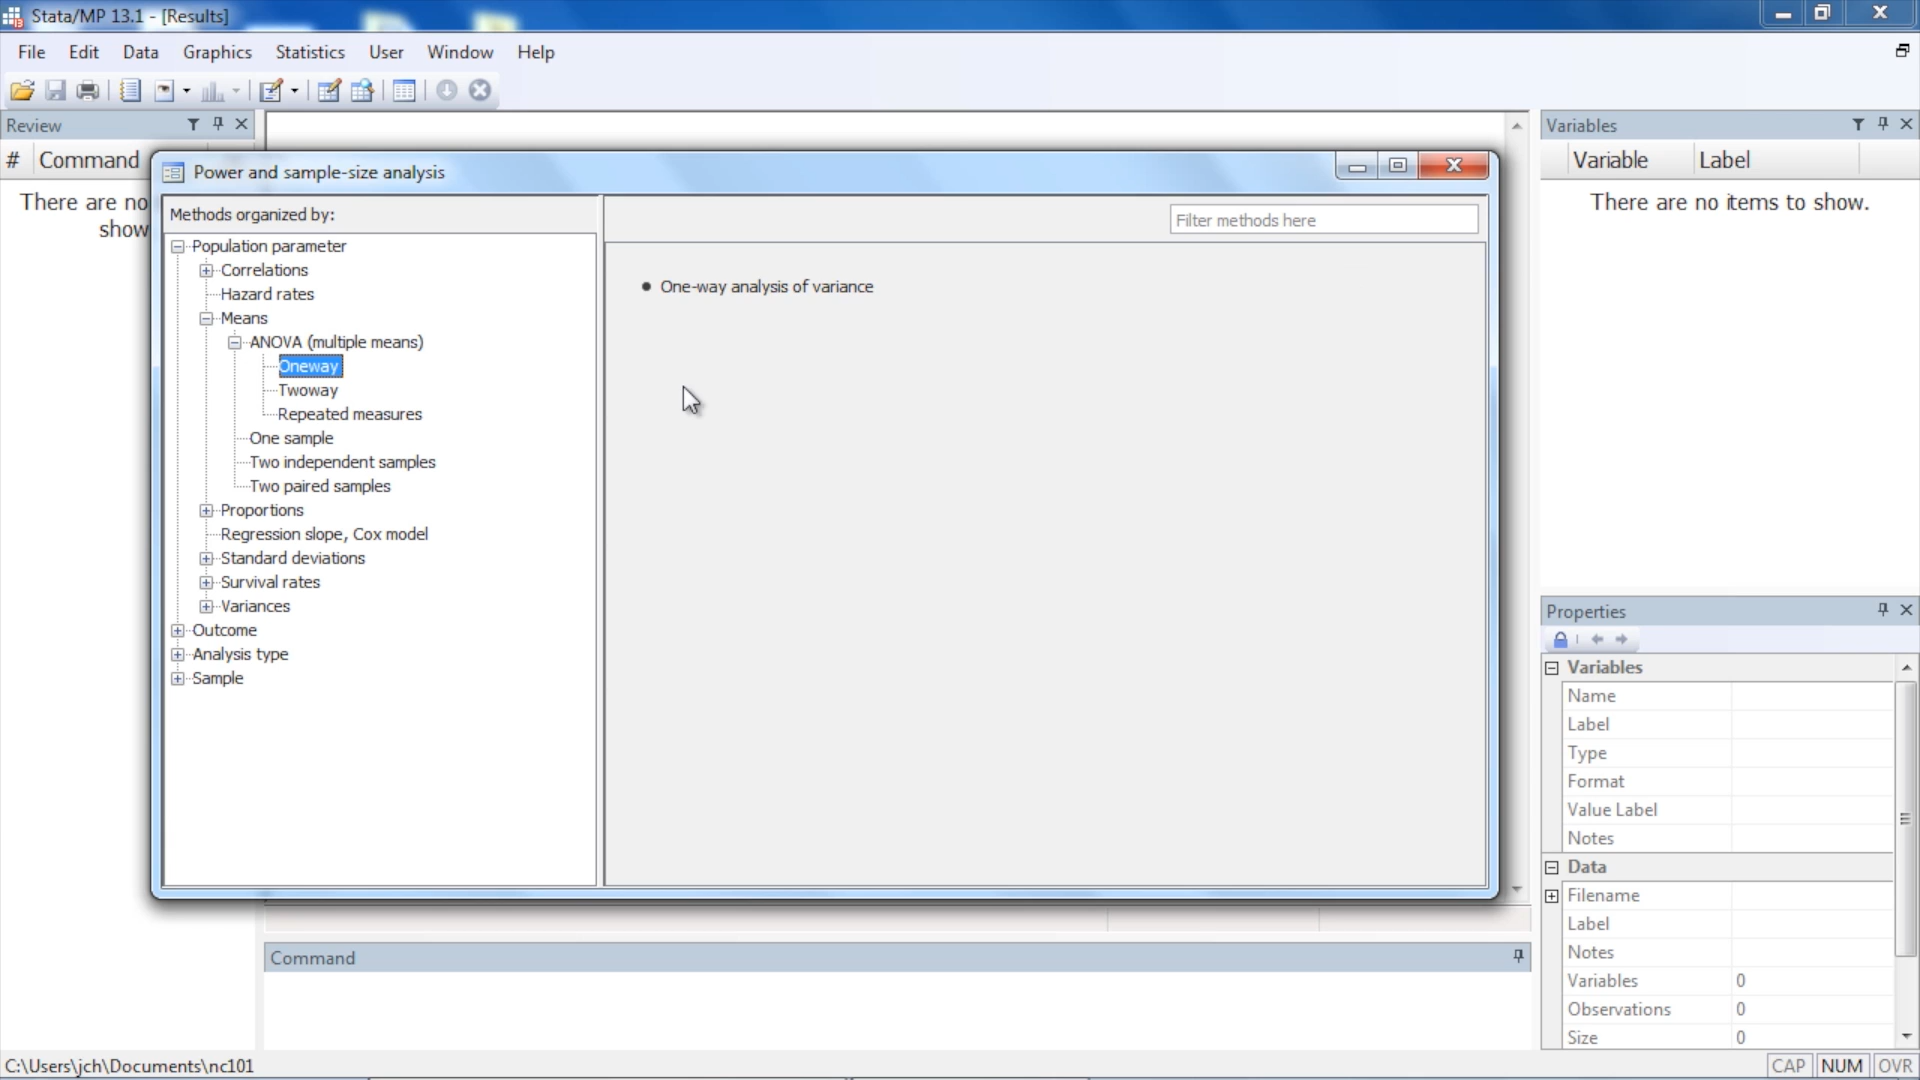 Stata/MP 13.1 - [Results]
File Edit Data Graphics Statistics User Window Help
Review
# Command
There are no
show
Power and sample-size analysis
Methods organized by:
Filter methods here
Population parameter
Correlations
Hazard rates
Means
ANOVA (multiple means)
Oneway
Twoway
Repeated measures
One sample
Two independent samples
Two paired samples
Proportions
Regression slope, Cox model
Standard deviations
Survival rates
Variances
Outcome
Analysis type
Sample
One-way analysis of variance
Variables
Variable Label
There are no items to show.
Properties
Variables
Name
Label
Type
Format
Value Label
Notes
Data
Filename
Label
Notes
Variables 0
Observations 0
Size 0
Command
C:\Users\jch\Documents\nc101
CAP NUM OVR